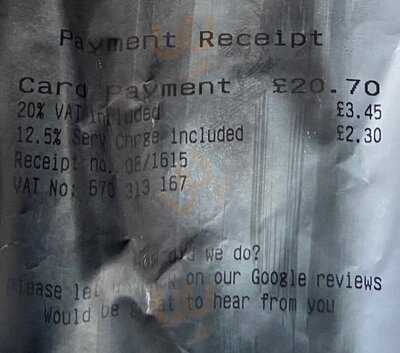 Payment Receipt
Card payment £20.70
20% VAT included £3.45
12.5% Serv Chrge included £2.30
Receipt no. 06/1615
VAT No: 670 313 167
did we do?
Please let on our Google reviews
Would be great to hear from you